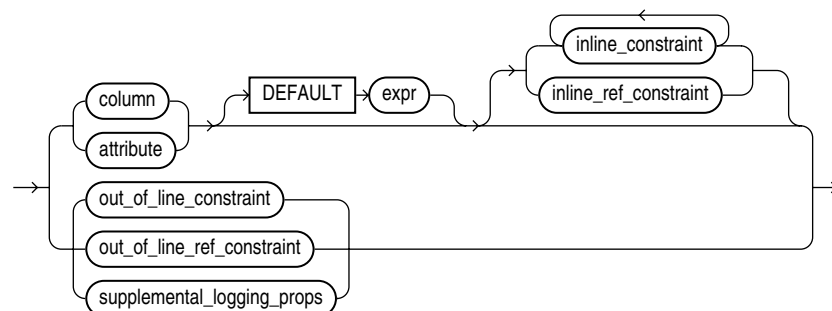 inline_constraint
inline_ref_constraint
DEFAULT expr
column
attribute
out_of_line_constraint
out_of_line_ref_constraint
supplemental_logging_props